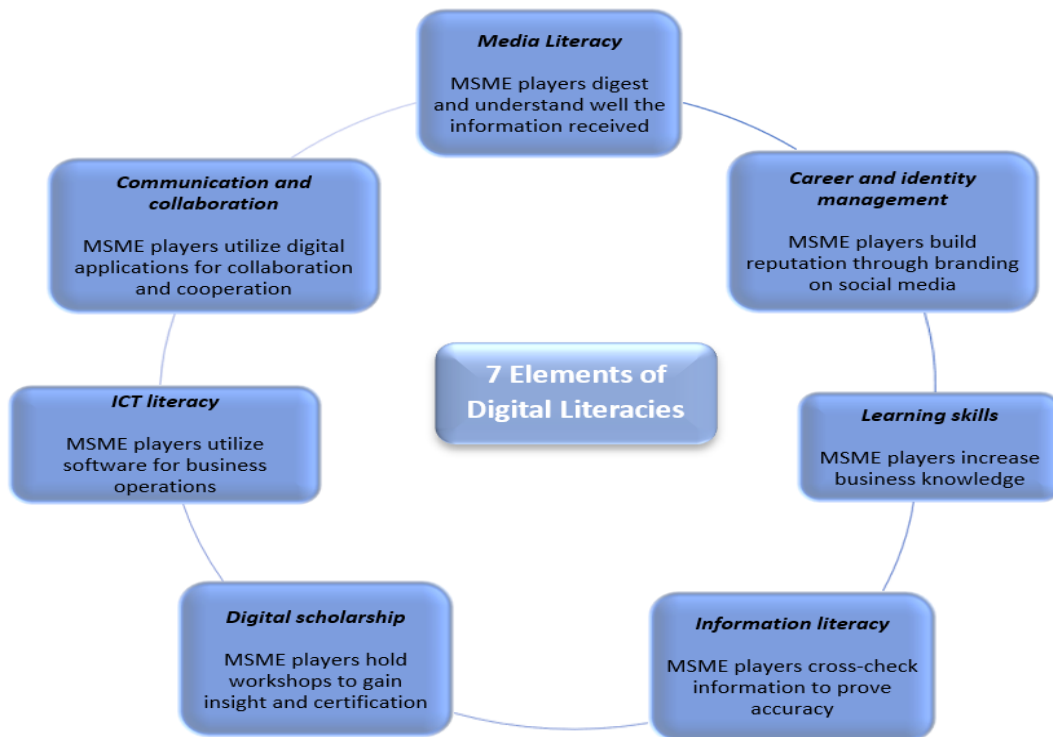 Media Literacy
MSME players digest
and understand well the
information received
Career and identity
management
MSME players build
reputation through branding
on social media
Learning skills
MSME players increase
business knowledge
Information literacy
MSME players cross-check
information to prove
accuracy
Digital scholarship
MSME players hold
workshops to gain
insight and certification
ICT literacy
MSME players utilize
software for business
operations
Communication and
collaboration
MSME players utilize digital
applications for collaboration
and cooperation
7 Elements of
Digital Literacies